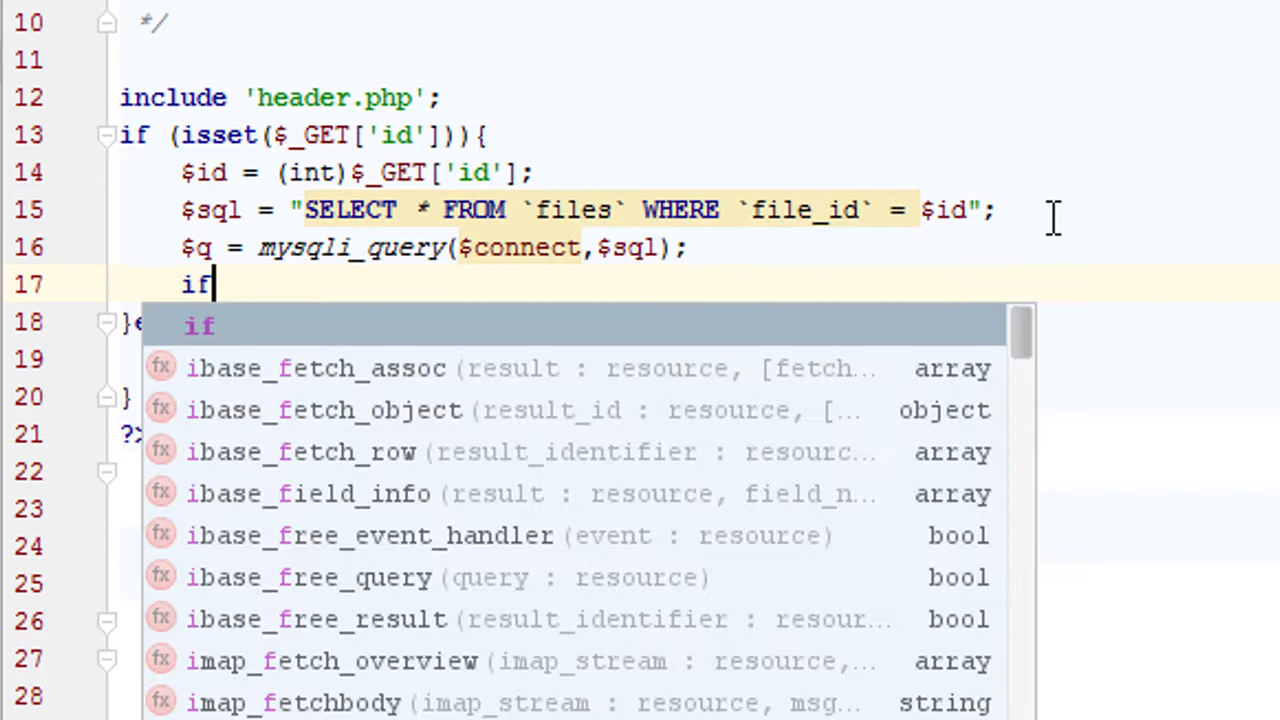 10 */
11
12 include 'header.php';
13 if (isset($_GET['id'])){
14 $id = (int)$_GET['id'];
15 $sql = "SELECT * FROM `files` WHERE `file_id` = $id";
16 $q = mysqli_query($connect,$sql);
17 if
18 }e if
19 ibase_fetch_assoc(result : resource, [fetch... array
20 } ibase_fetch_object(result_id : resource, [... object
21 ?> ibase_fetch_row(result_identifier : resourc... array
22 ibase_field_info(result : resource, field_n... array
23 ibase_free_event_handler(event : resource) bool
24
25 ibase_free_query(query : resource) bool
26 ibase_free_result(result_identifier : resour... bool
27 imap_fetch_overview(imap_stream : resource,... array
28 imap_fetchbody(imap_stream : resource, msg... string